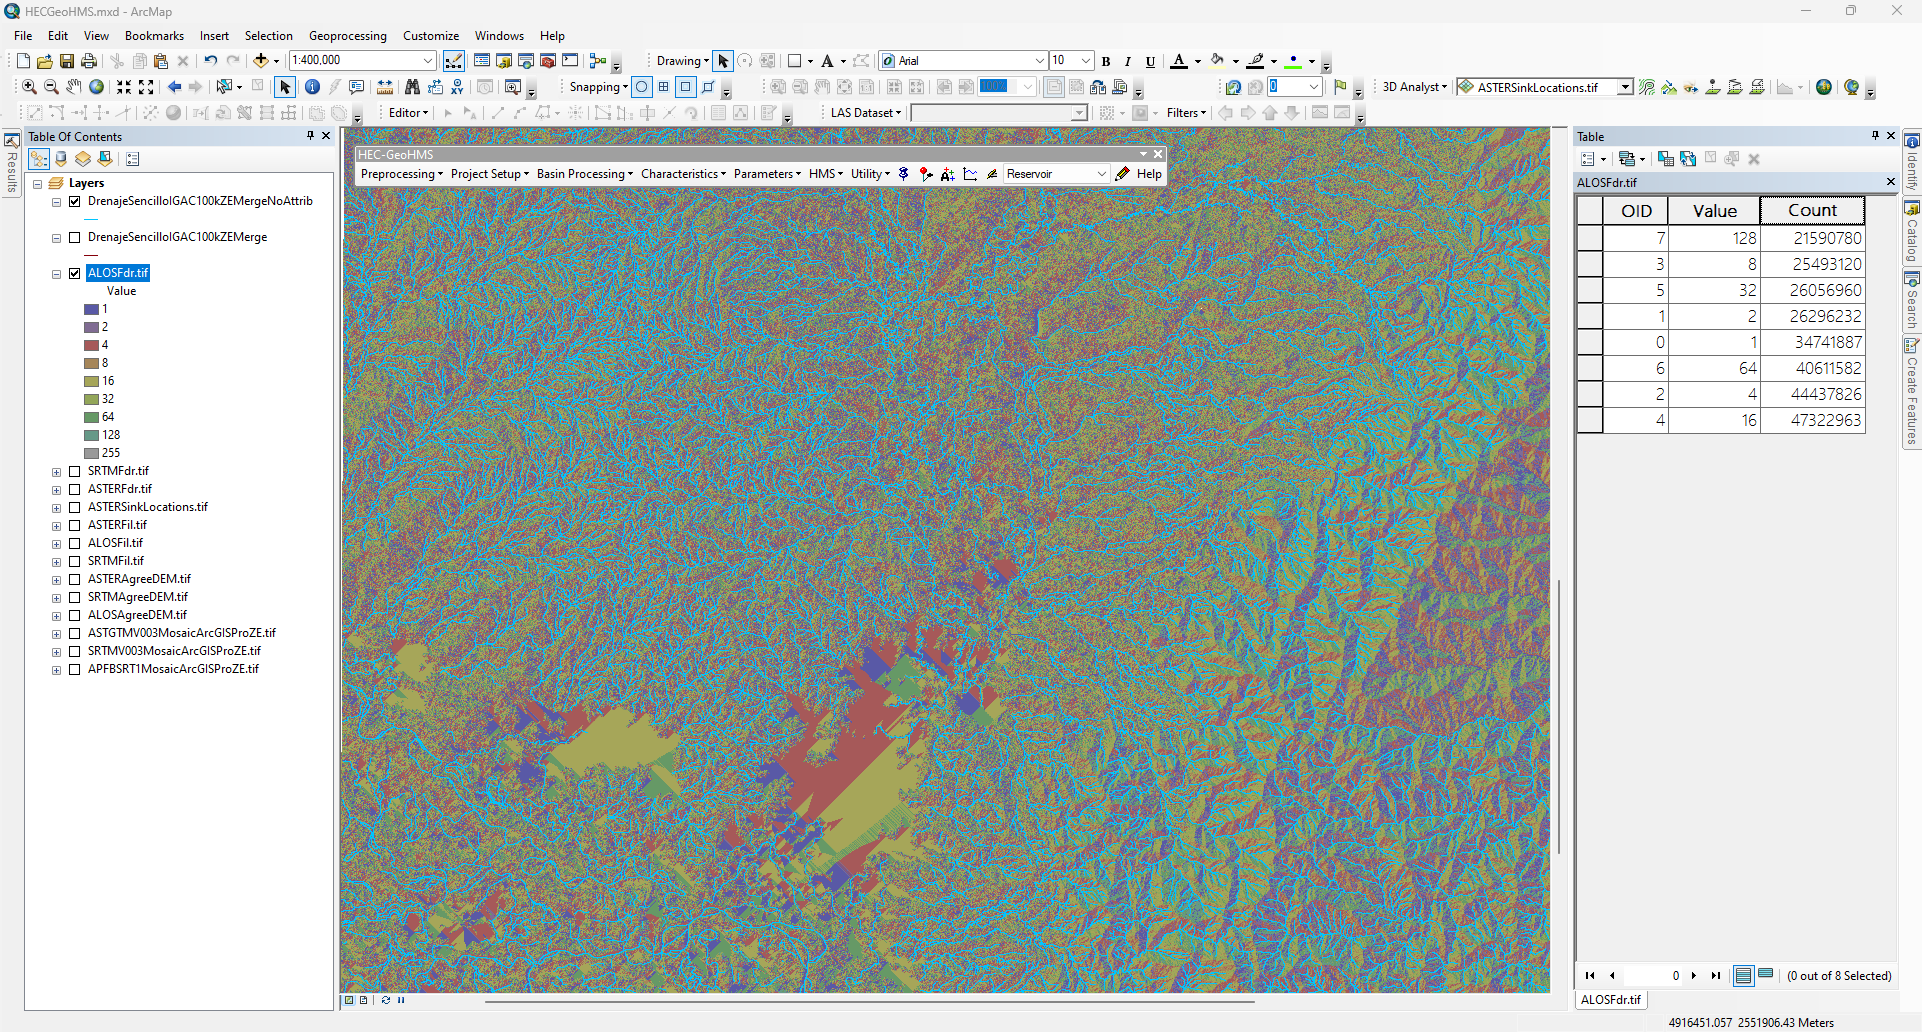 HECGeoHMS.mxd - ArcMap
File Edit View Bookmarks Insert Selection Geoprocessing Customize Windows Help
1:400,000 Drawing Arial 10 B I U A
Snapping 100% 0 3D Analyst ASTERSinkLocations.tif
Editor LAS Dataset Filters
Results
Table Of Contents
Layers
DrenajeSencilloIGAC100kZEMergeNoAttrib
DrenajeSencilloIGAC100kZEMerge
ALOSFdr.tif
Value
1
2
4
8
16
32
64
128
255
SRTMFdr.tif
ASTERFdr.tif
ASTERSinkLocations.tif
ASTERFil.tif
ALOSFil.tif
SRTMFil.tif
ASTERAgreeDEM.tif
SRTMAgreeDEM.tif
ALOSAgreeDEM.tif
ASTGTMV003MosaicArcGISProZE.tif
SRTMV003MosaicArcGISProZE.tif
APFBSRT1MosaicArcGISProZE.tif
HEC-GeoHMS
Preprocessing Project Setup Basin Processing Characteristics Parameters HMS Utility Reservoir Help
Table
ALOSFdr.tif
OID Value Count
7 128 21590780
3 8 25493120
5 32 26056960
1 2 26296232
0 1 34741887
6 64 40611582
2 4 44437826
4 16 47322963
0 (0 out of 8 Selected)
ALOSFdr.tif
Identify
Catalog
Search
Create Features
4916451.057 2551906.43 Meters